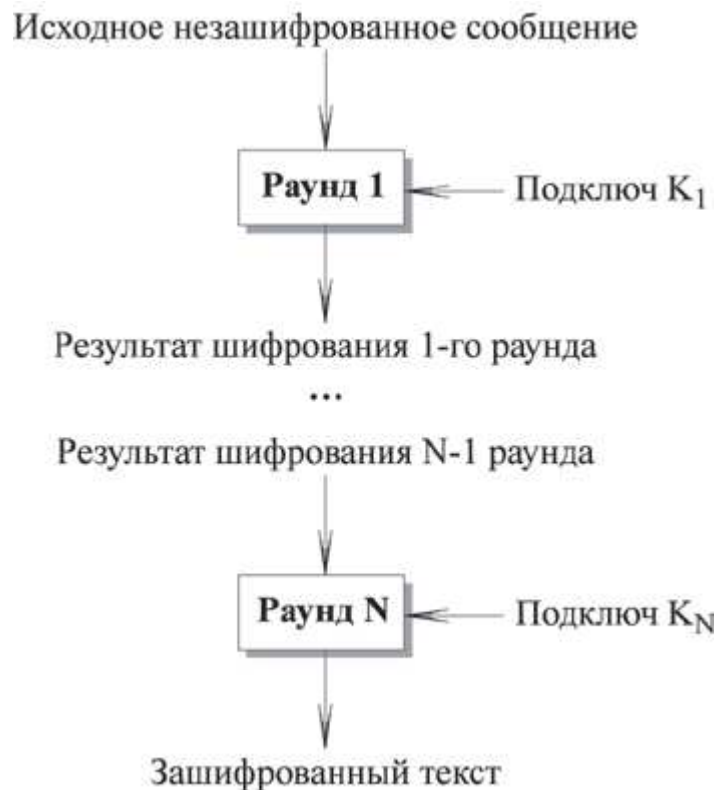 Исходное незашифрованное сообщение
Раунд 1
Подключ K₁
Результат шифрования 1-го раунда
...
Результат шифрования N-1 раунда
Раунд N
Подключ K_N
Зашифрованный текст